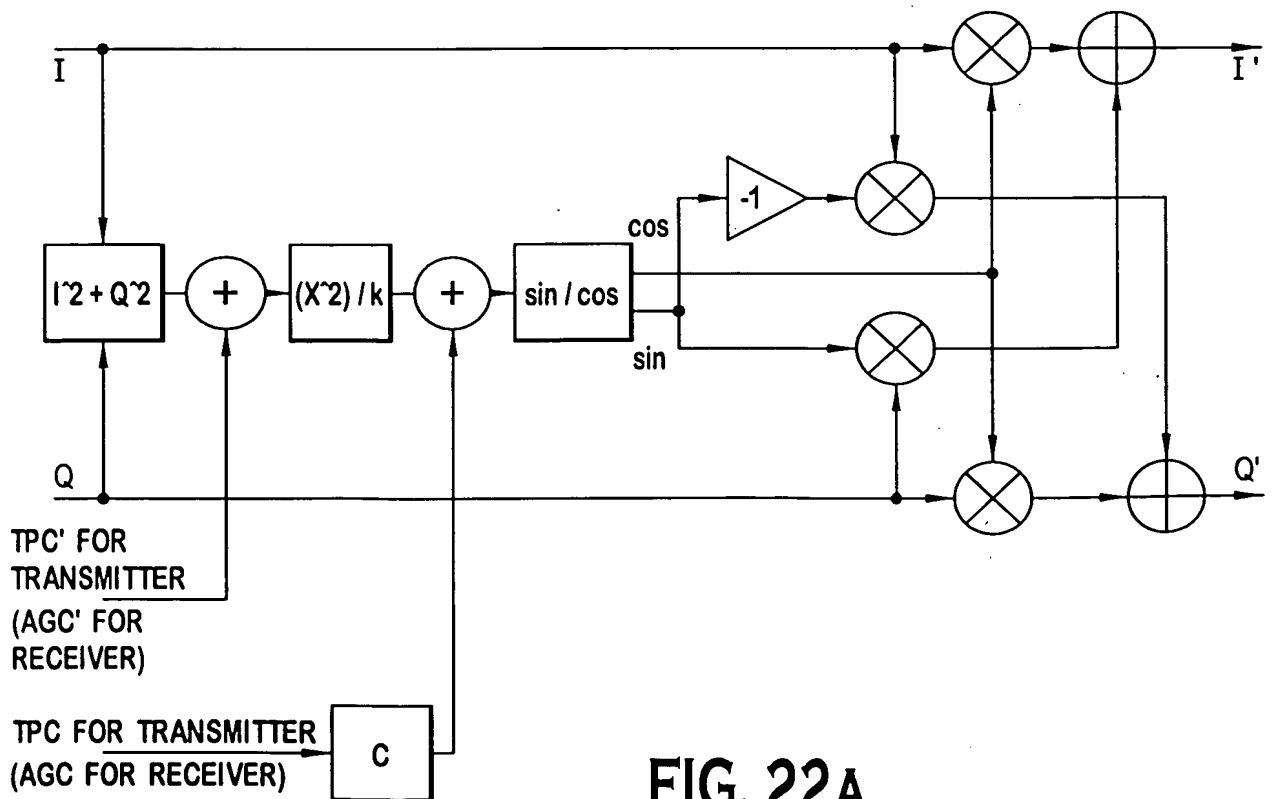 I
I'
-1
cos
I^2 + Q^2
+
(X^2) / k
+
sin / cos
sin
Q
Q'
TPC' FOR
TRANSMITTER
(AGC' FOR
RECEIVER)
TPC FOR TRANSMITTER
(AGC FOR RECEIVER)
C
FIG. 22A